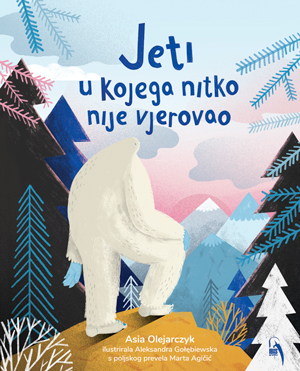 Jeti
u kojega nitko
nije vjerovao
Asia Olejarczyk
ilustrirala Aleksandra Gołębiewska
s poljskog prevela Marta Agičić